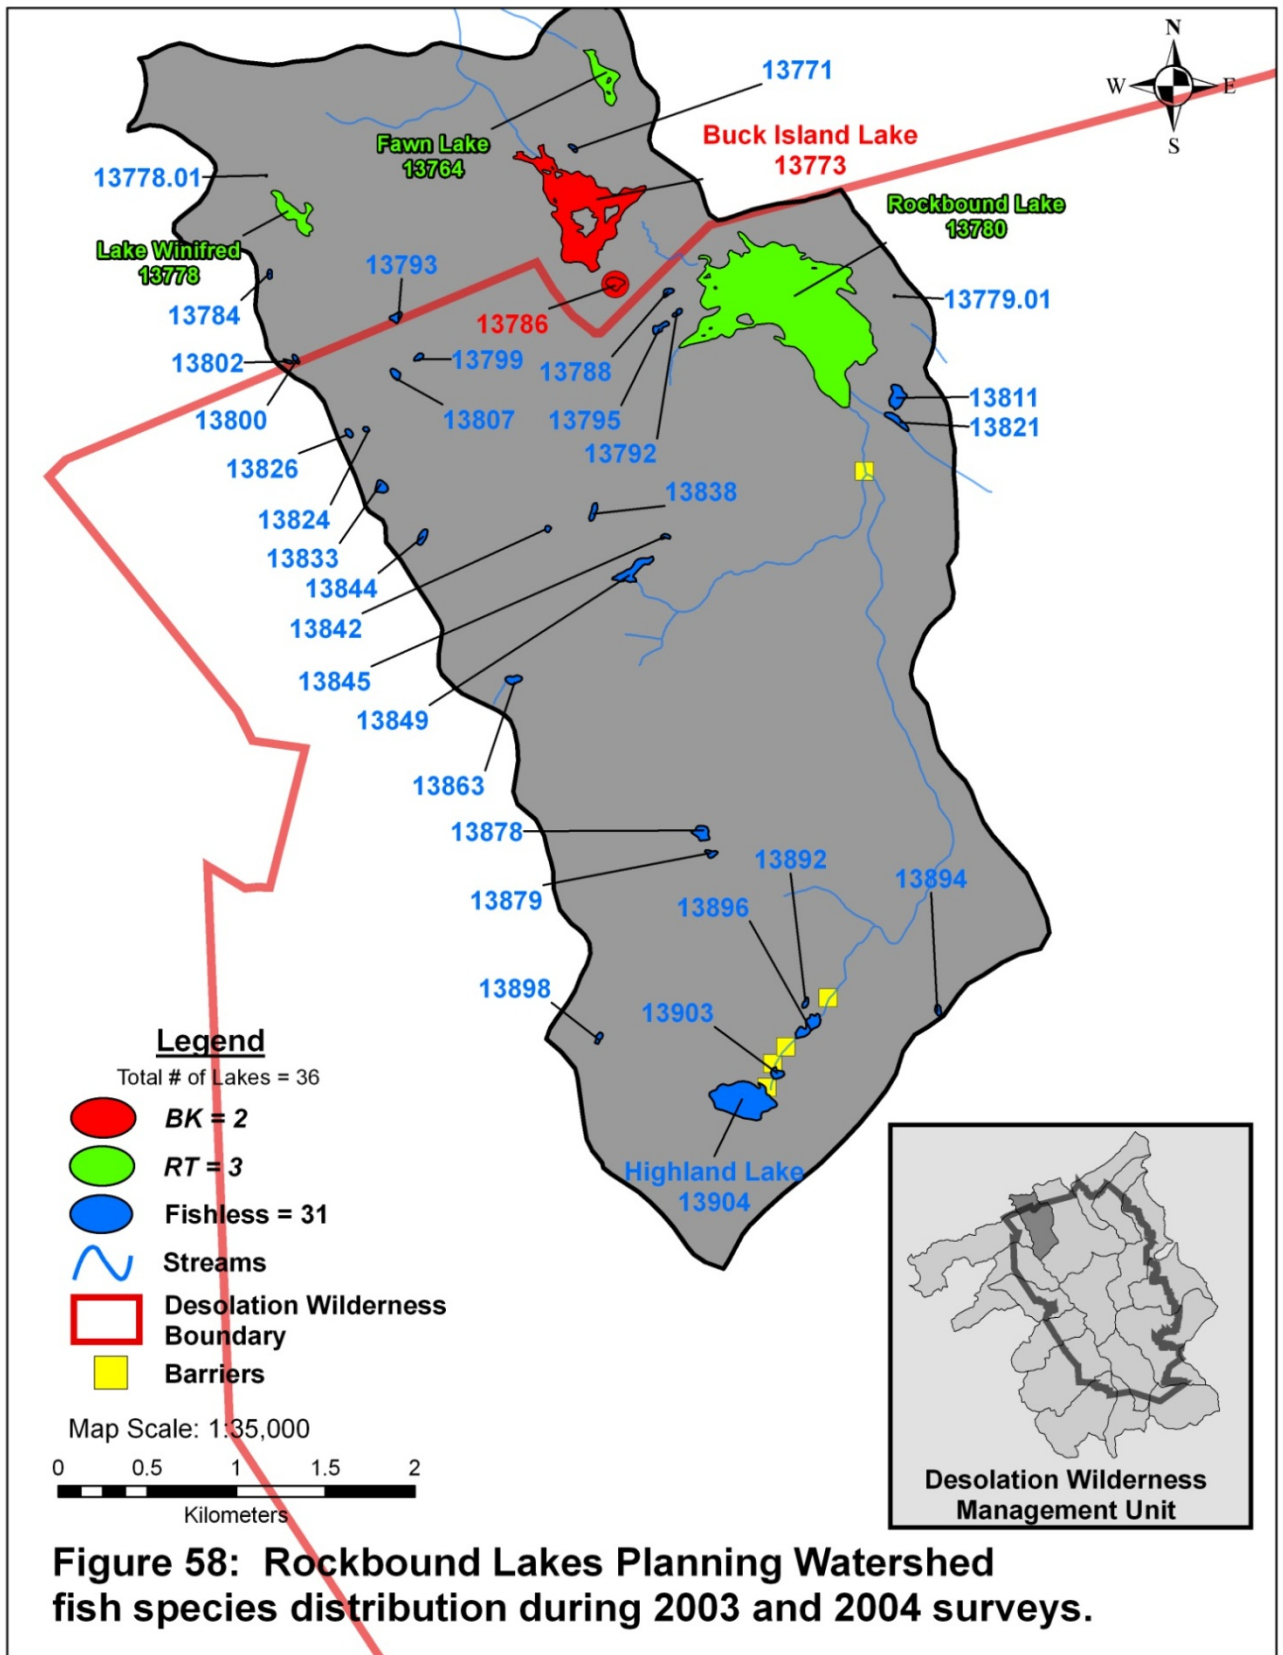 N
W
E
S
13771
Buck Island Lake
13773
Fawn Lake
13764
13778.01
Rockbound Lake
13780
Lake Winifred
13778
13793
13784
13779.01
13786
13802
13799
13788
13800
13807
13795
13811
13792
13821
13826
13838
13824
13833
13844
13842
13845
13849
13863
13878
13892
13879
13896
13894
13898
13903
Highland Lake
13904
Legend
Total # of Lakes = 36
BK = 2
RT = 3
Fishless = 31
Streams
Desolation Wilderness
Boundary
Barriers
Map Scale: 1:35,000
0 0.5 1 1.5 2
Kilometers
Desolation Wilderness
Management Unit
Figure 58: Rockbound Lakes Planning Watershed
fish species distribution during 2003 and 2004 surveys.